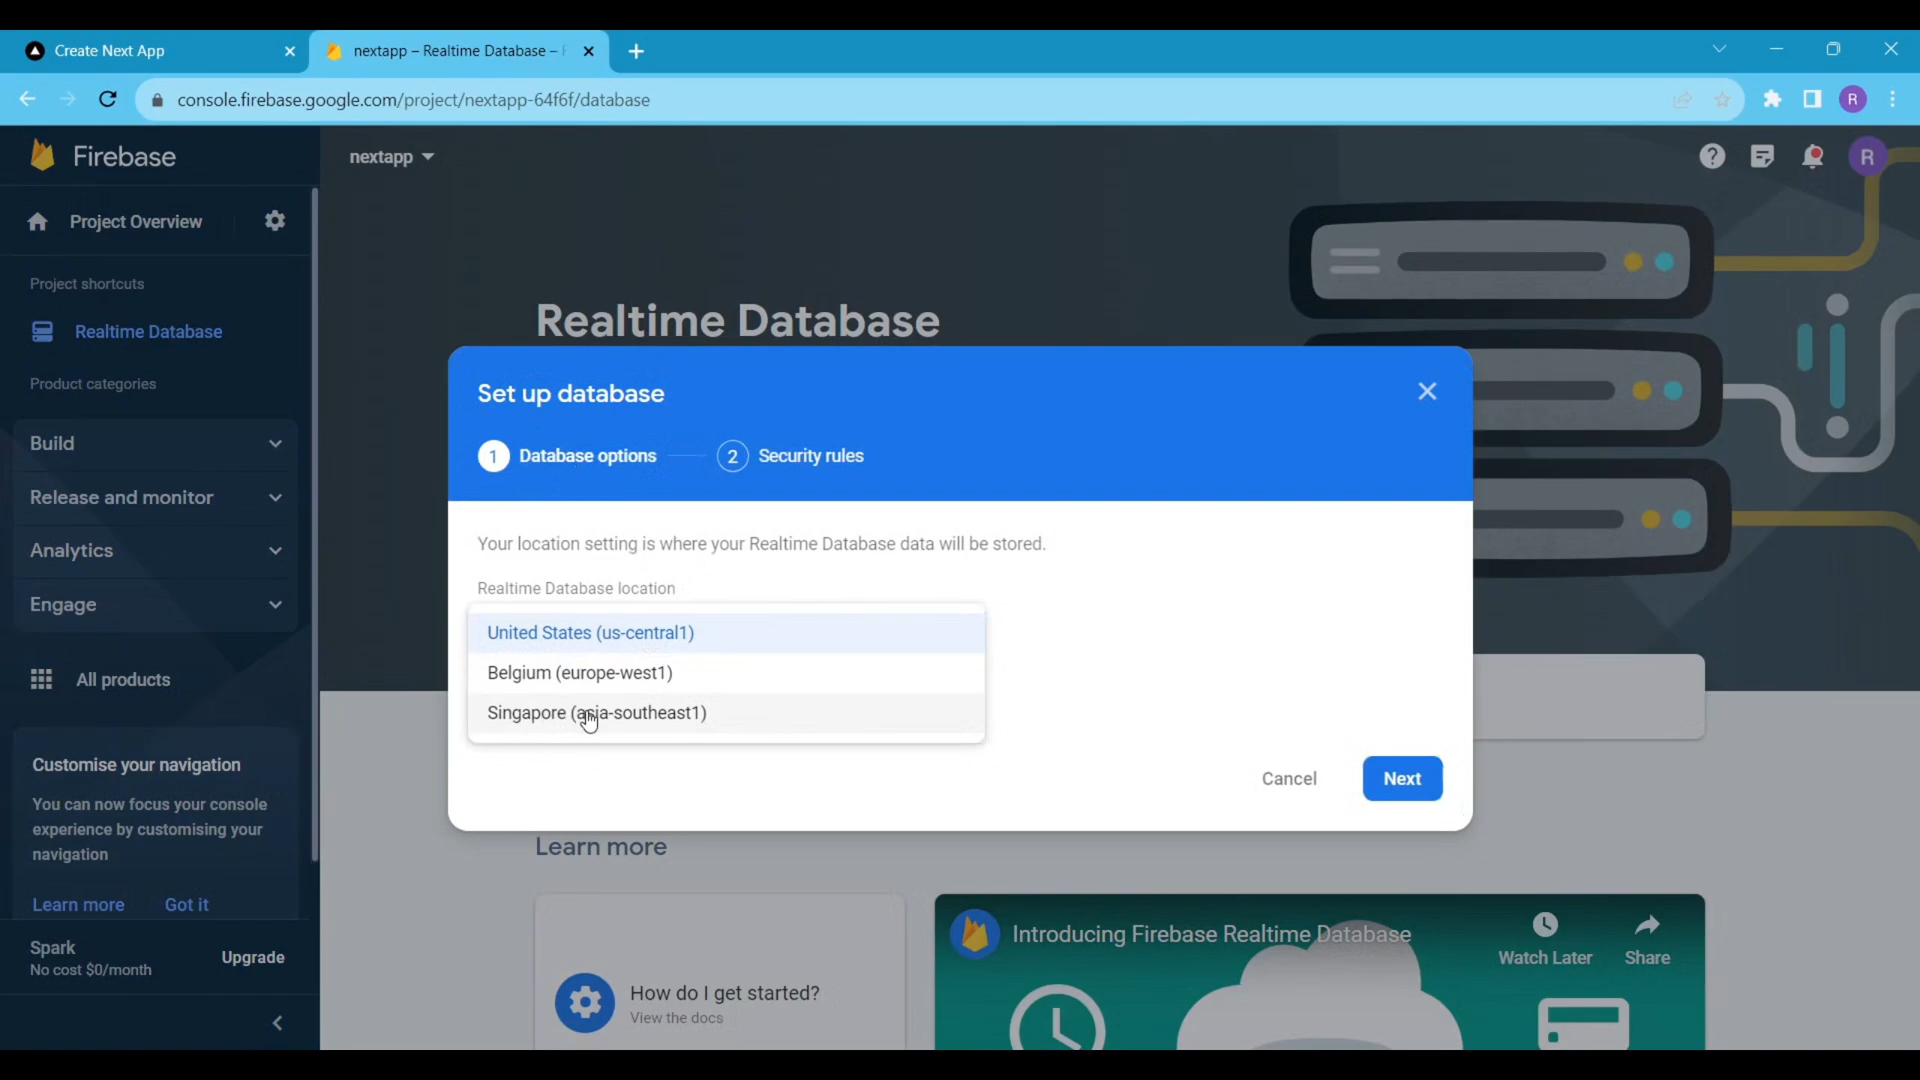 Create Next App
nextapp – Realtime Database –
console.firebase.google.com/project/nextapp-64f6f/database
R
Firebase
nextapp
R
Project Overview
Project shortcuts
Realtime Database
Product categories
Build
Release and monitor
Analytics
Engage
All products
Customise your navigation
You can now focus your console
experience by customising your
navigation
Learn more Got it
Spark
No cost $0/month
Upgrade
Realtime Database
Set up database
1 Database options
2 Security rules
Your location setting is where your Realtime Database data will be stored.
Realtime Database location
United States (us-central1)
Belgium (europe-west1)
Singapore (asia-southeast1)
Cancel
Next
Learn more
How do I get started?
View the docs
Introducing Firebase Realtime Database
Watch Later
Share